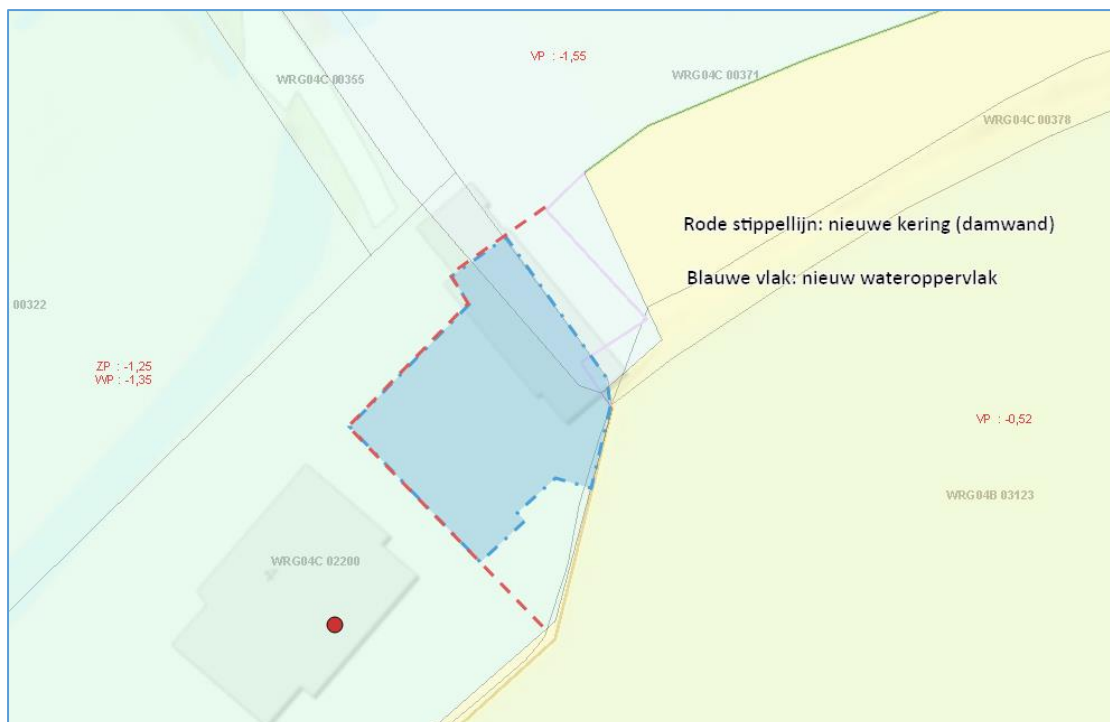 VP : -1,55
WRG04C 00355
WRG04C 00371
WRG04C 00378
Rode stippellijn: nieuwe kering (damwand)
Blauwe vlak: nieuw wateroppervlak
00322
ZP : -1,25
WP : -1,35
VP : -0,52
WRG04B 03123
WRG04C 02200